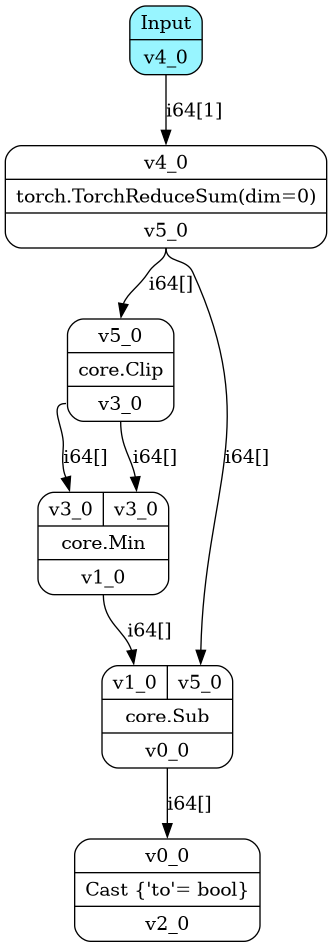 Input
v4_0
i64[1]
v4_0
torch.TorchReduceSum(dim=0)
v5_0
i64[]
v5_0
core.Clip
v3_0
i64[] i64[] i64[]
v3_0 v3_0
core.Min
v1_0
i64[]
v1_0 v5_0
core.Sub
v0_0
i64[]
v0_0
Cast {'to'= bool}
v2_0